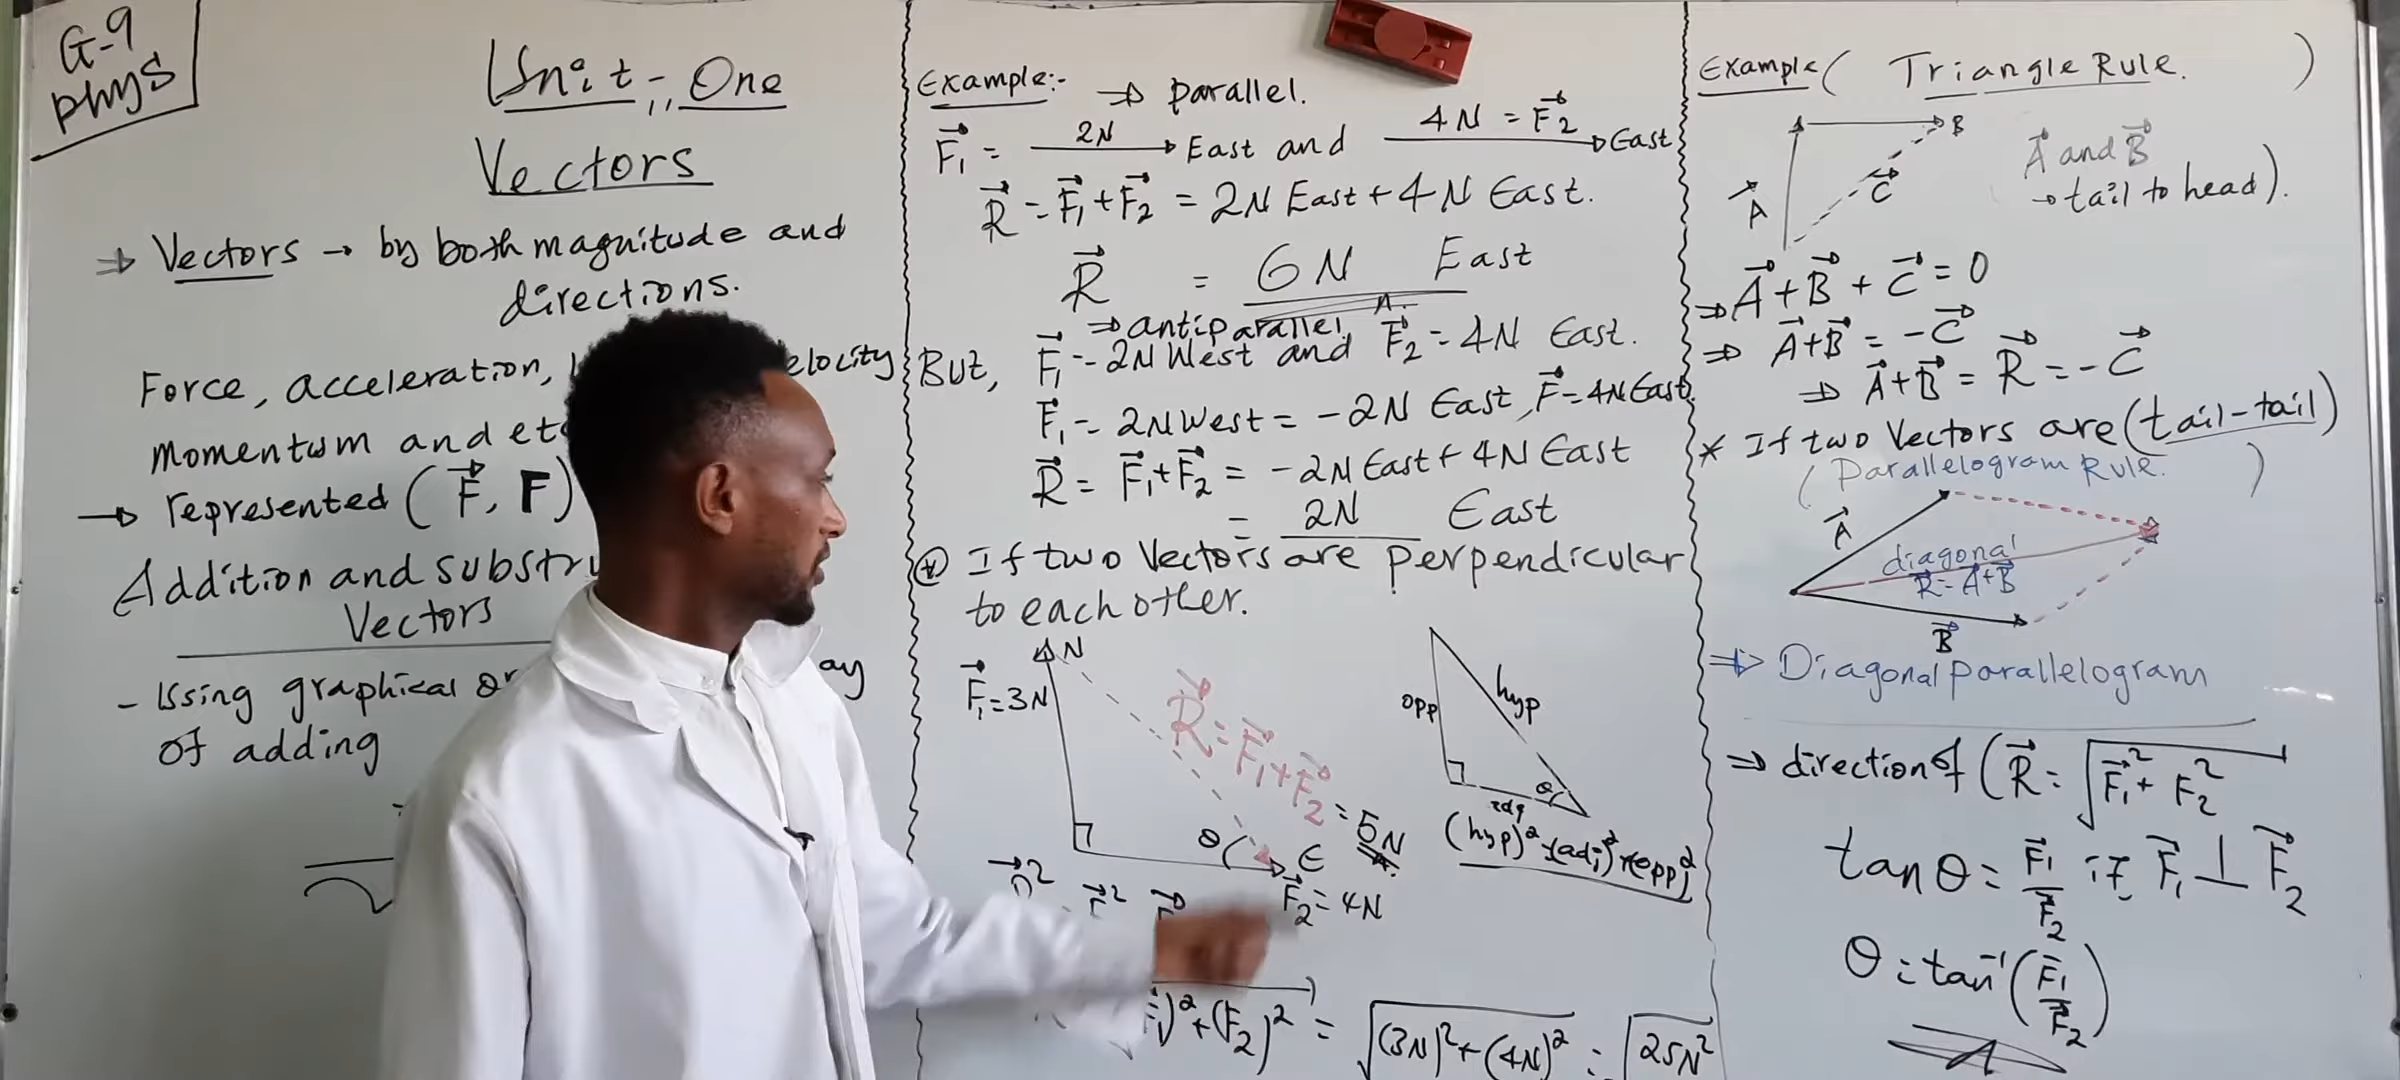 G-9
phys
Unit:, One
Vectors
⇒ Vectors → by both magnitude and
directions.
Force, acceleration, elocity
Momentum and etc
→ represented (F⃗, F)
Addition and substr
Vectors
- Using graphical or ay
of adding
Example:- ⇒ parallel.
F⃗₁ = 2N East and 4N = F⃗₂ East
R⃗ = F⃗₁+F⃗₂ = 2N East + 4N East.
R⃗ = 6N East
⇒ antiparallel.
But, F⃗₁ = 2N West and F⃗₂ = 4N East.
F⃗₁ = 2N West = -2N East, F⃗ = 4N East.
R⃗ = F⃗₁+F⃗₂ = -2N East + 4N East
= 2N East
If two Vectors are perpendicular
to each other.
N
F⃗₁ = 3N
R⃗ = F⃗₁+F⃗₂ = 5N
θ E
F⃗₂ = 4N
opp hyp
θ
adj
(hyp)² = (adj)² + (opp)²
F₁)² + (F₂)² = √(3N)² + (4N)² = √25N²
Example ( Triangle Rule. )
B
A⃗ C⃗
A⃗ and B⃗
→ tail to head).
⇒ A⃗ + B⃗ + C⃗ = 0
⇒ A⃗+B⃗ = -C⃗
⇒ A⃗+B⃗ = R⃗ = -C⃗
* If two Vectors are (tail-tail)
(Parallelogram Rule. )
A⃗
diagonal
R⃗ = A⃗+B⃗
B⃗
⇒ Diagonal parallelogram
⇒ direction of (R⃗ = √F⃗₁² + F₂²
tan θ = F⃗₁/F⃗₂ if F⃗₁ ⊥ F⃗₂
θ = tan⁻¹(F⃗₁/F⃗₂)